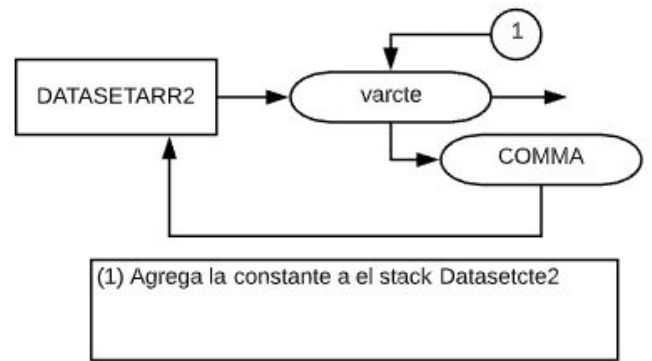 1
DATASETARR2
varcte
COMMA
(1) Agrega la constante a el stack Datasetcte2